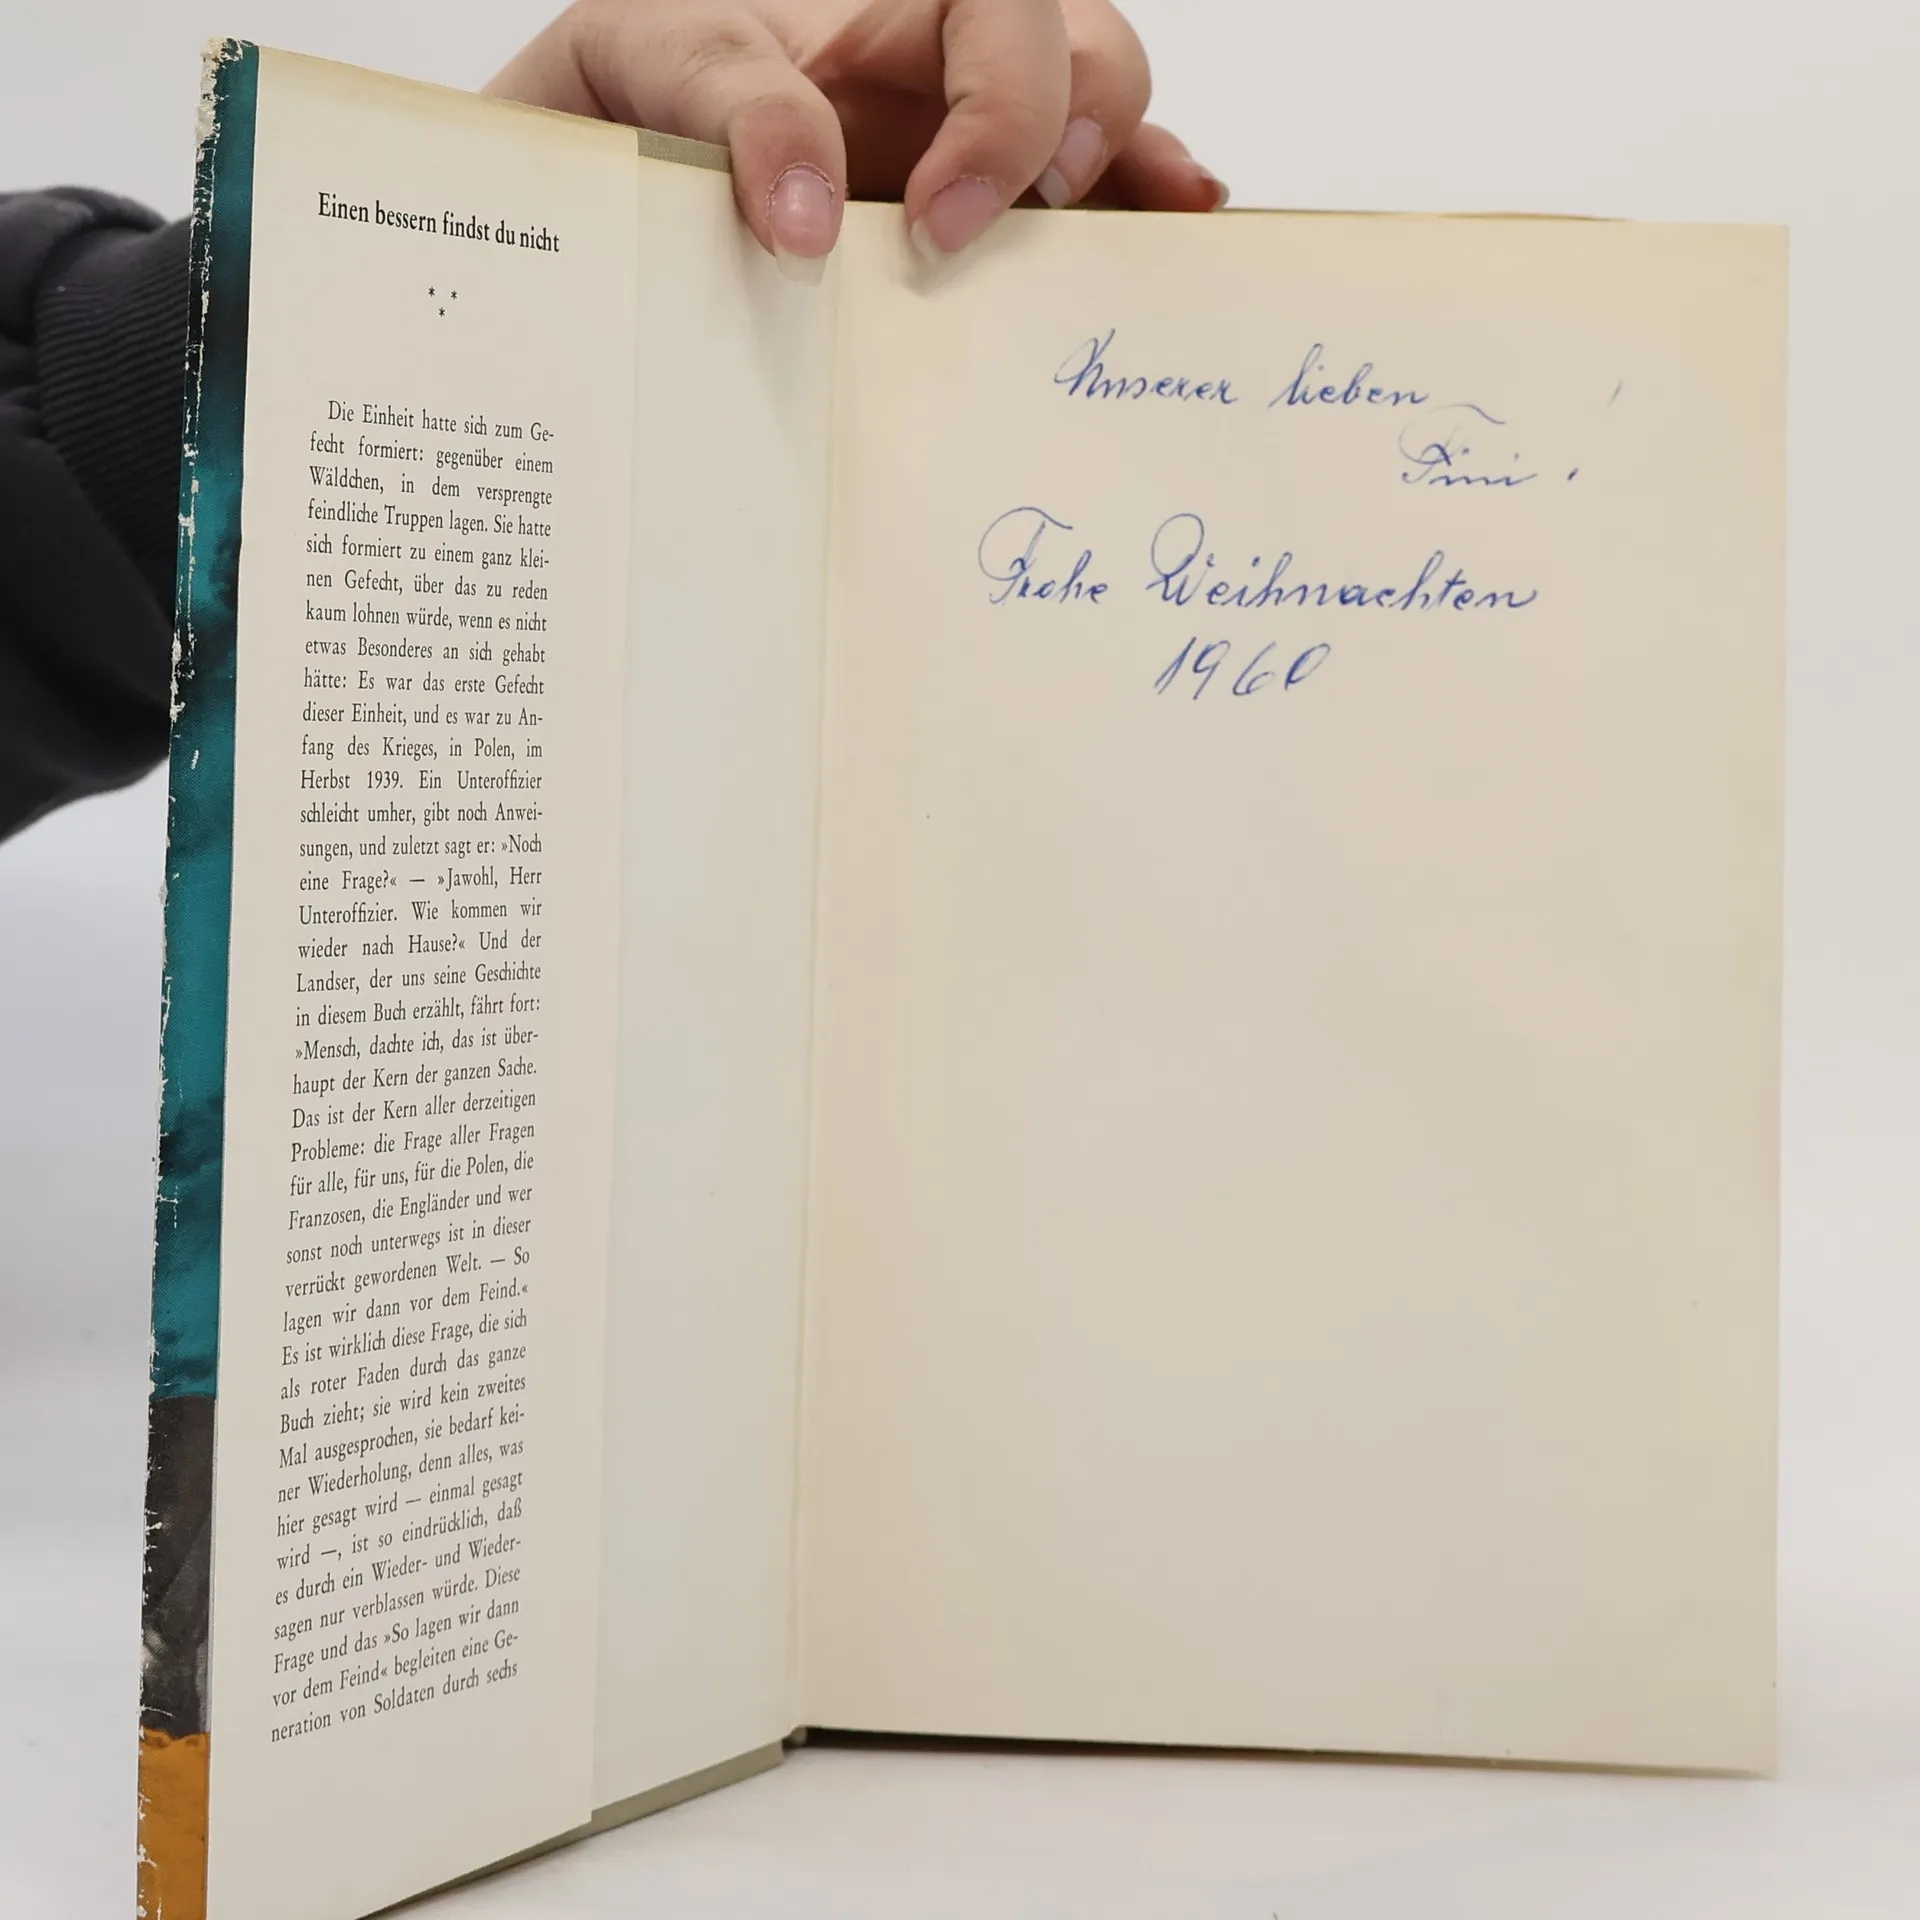 Einen bessern findst du nicht
* *
*
Die Einheit hatte sich zum Ge-
fecht formiert: gegenüber einem
Wäldchen, in dem versprengte
feindliche Truppen lagen. Sie hatte
sich formiert zu einem ganz klei-
nen Gefecht, über das zu reden
kaum lohnen würde, wenn es nicht
etwas Besonderes an sich gehabt
hätte: Es war das erste Gefecht
dieser Einheit, und es war zu An-
fang des Krieges, in Polen, im
Herbst 1939. Ein Unteroffizier
schleicht umher, gibt noch Anwei-
sungen, und zuletzt sagt er: »Noch
eine Frage?« — »Jawohl, Herr
Unteroffizier. Wie kommen wir
wieder nach Hause?« Und der
Landser, der uns seine Geschichte
in diesem Buch erzählt, fährt fort:
»Mensch, dachte ich, das ist über-
haupt der Kern der ganzen Sache.
Das ist der Kern aller derzeitigen
Probleme: die Frage aller Fragen
für alle, für uns, für die Polen, die
Franzosen, die Engländer und wer
sonst noch unterwegs ist in dieser
verrückt gewordenen Welt. — So
lagen wir dann vor dem Feind.«
Es ist wirklich diese Frage, die sich
als roter Faden durch das ganze
Buch zieht; sie wird kein zweites
Mal ausgesprochen, sie bedarf kei-
ner Wiederholung, denn alles, was
hier gesagt wird — einmal gesagt
wird —, ist so eindrücklich, daß
es durch ein Wieder- und Wieder-
sagen nur verblassen würde. Diese
Frage und das »So lagen wir dann
vor dem Feind« begleiten eine Ge-
neration von Soldaten durch sechs
Unserer lieben
Fini !
Frohe Weihnachten
1960